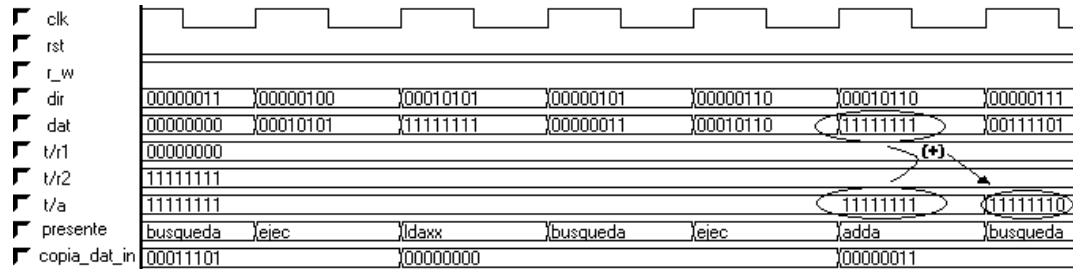 clk
rst
r_w
dir 00000011 00000100 00010101 00000101 00000110 00010110 00000111
dat 00000000 00010101 11111111 00000011 00010110 11111111 00111101
t/r1 00000000 (+)
t/r2 11111111
t/a 11111111 11111111 11111110
presente busqueda ejec ldaxx busqueda ejec adda busqueda
copia_dat_in 00011101 00000000 00000011